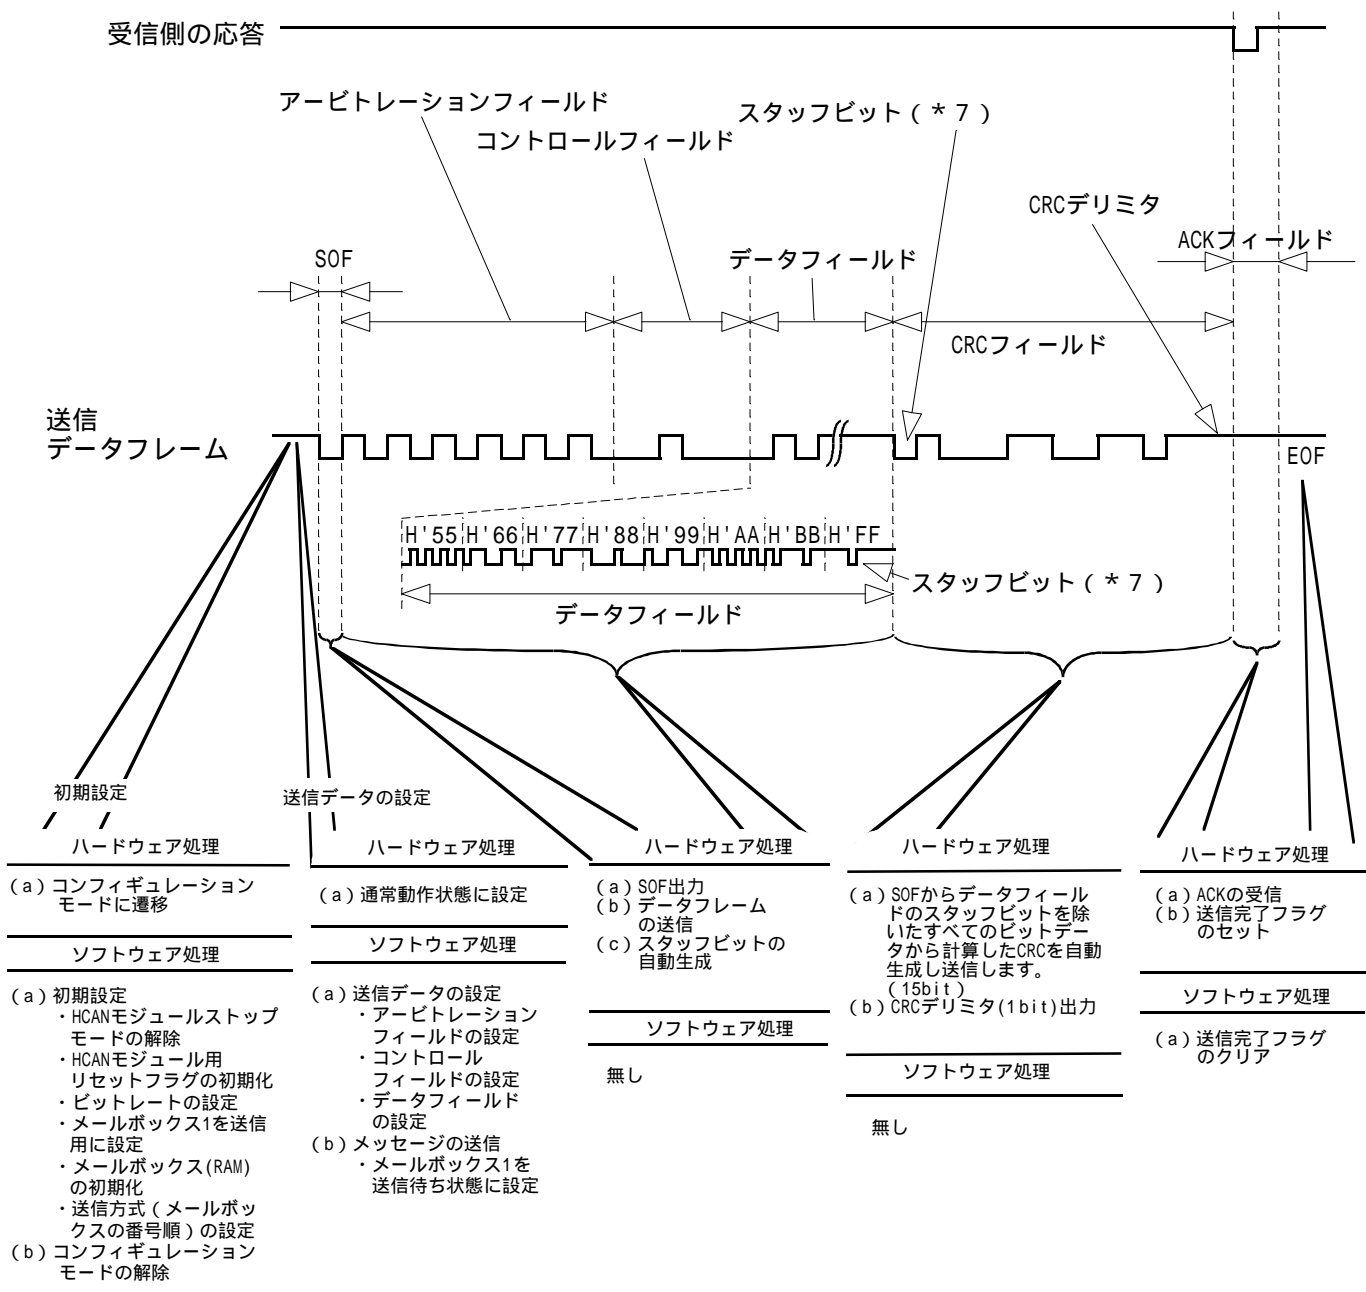 受信側の応答
アービトレーションフィールド
スタッフビット(*7)
コントロールフィールド
CRCデリミタ
ACKフィールド
SOF
データフィールド
CRCフィールド
送信
データフレーム
EOF
H'55 H'66 H'77 H'88 H'99 H'AA H'BB H'FF
スタッフビット(*7)
データフィールド
初期設定
ハードウェア処理
(a)コンフィギュレーション
モードに遷移
ソフトウェア処理
(a)初期設定
・HCANモジュールストップ
モードの解除
・HCANモジュール用
リセットフラグの初期化
・ビットレートの設定
・メールボックス1を送信
用に設定
・メールボックス(RAM)
の初期化
・送信方式(メールボッ
クスの番号順)の設定
(b)コンフィギュレーション
モードの解除
送信データの設定
ハードウェア処理
(a)通常動作状態に設定
ソフトウェア処理
(a)送信データの設定
・アービトレーション
フィールドの設定
・コントロール
フィールドの設定
・データフィールド
の設定
(b)メッセージの送信
・メールボックス1を
送信待ち状態に設定
ハードウェア処理
(a)SOF出力
(b)データフレーム
の送信
(c)スタッフビットの
自動生成
ソフトウェア処理
無し
ハードウェア処理
(a)SOFからデータフィール
ドのスタッフビットを除
いたすべてのビットデー
タから計算したCRCを自動
生成し送信します。
(15bit)
(b)CRCデリミタ(1bit)出力
ソフトウェア処理
無し
ハードウェア処理
(a)ACKの受信
(b)送信完了フラグ
のセット
ソフトウェア処理
(a)送信完了フラグ
のクリア